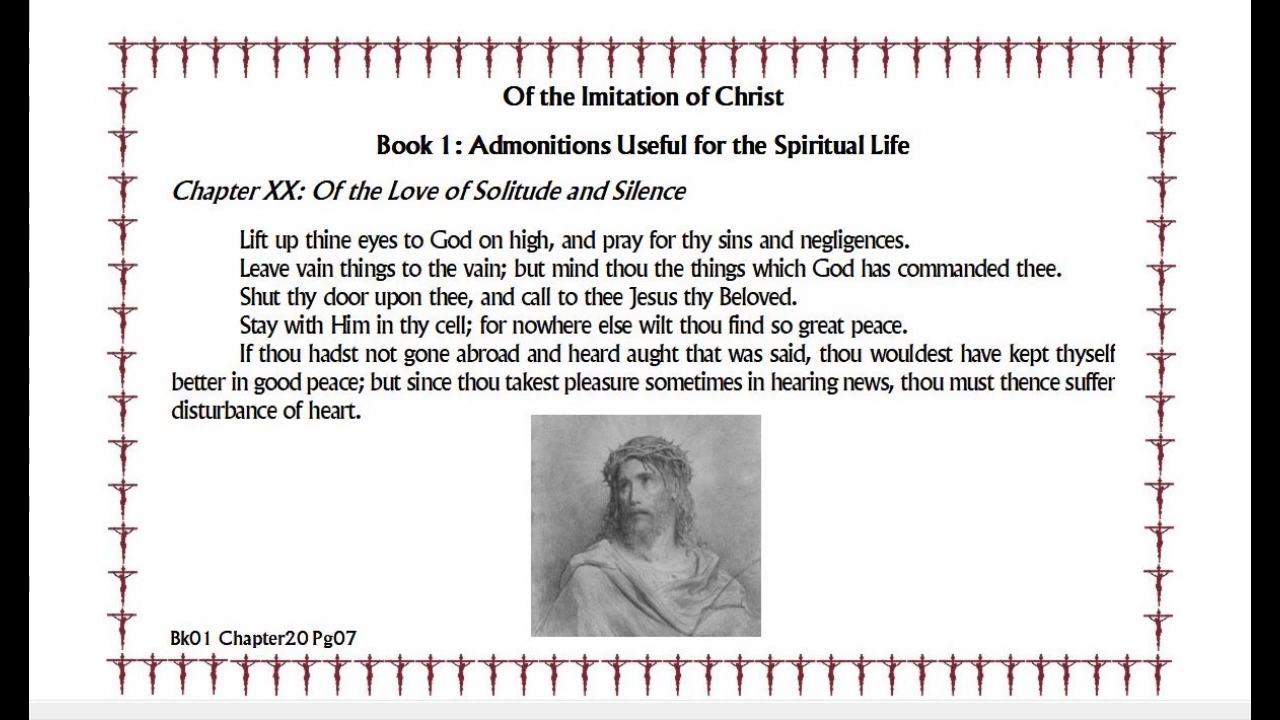 Of the Imitation of Christ
Book 1: Admonitions Useful for the Spiritual Life
Chapter XX: Of the Love of Solitude and Silence
Lift up thine eyes to God on high, and pray for thy sins and negligences.
Leave vain things to the vain; but mind thou the things which God has commanded thee.
Shut thy door upon thee, and call to thee Jesus thy Beloved.
Stay with Him in thy cell; for nowhere else wilt thou find so great peace.
If thou hadst not gone abroad and heard aught that was said, thou wouldest have kept thyself
better in good peace; but since thou takest pleasure sometimes in hearing news, thou must thence suffer
disturbance of heart.
Bk01 Chapter20 Pg07